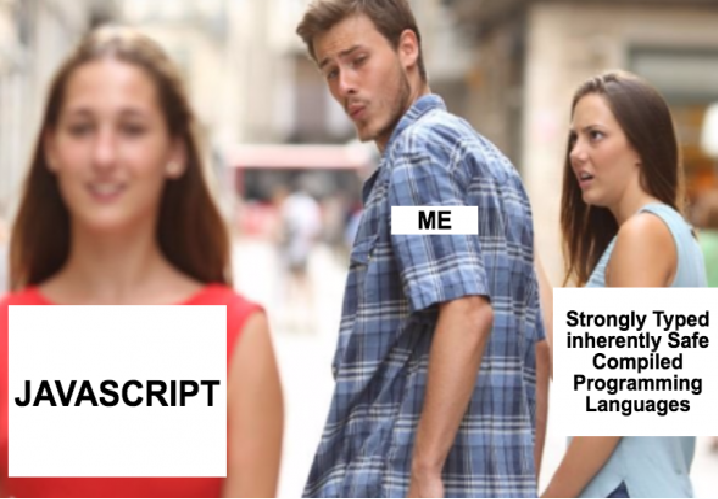 JAVASCRIPT
ME
Strongly Typed
inherently Safe
Compiled
Programming
Languages